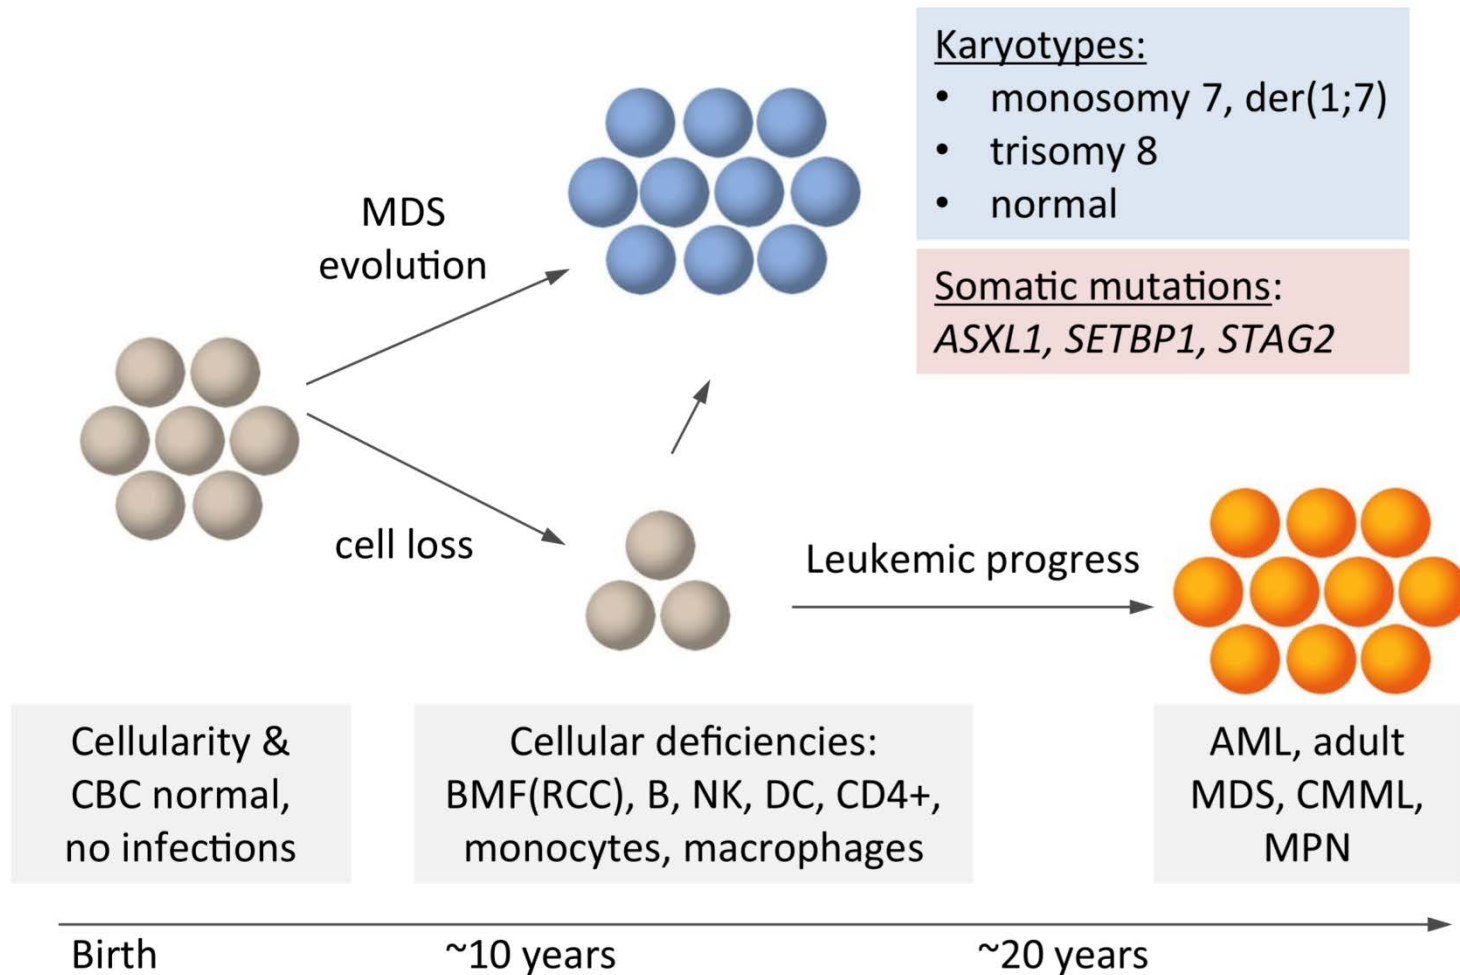 Karyotypes:
• monosomy 7, der(1;7)
• trisomy 8
• normal
Somatic mutations:
ASXL1, SETBP1, STAG2
MDS
evolution
cell loss
Leukemic progress
Cellularity &
CBC normal,
no infections
Cellular deficiencies:
BMF(RCC), B, NK, DC, CD4+,
monocytes, macrophages
AML, adult
MDS, CMML,
MPN
Birth
~10 years
~20 years